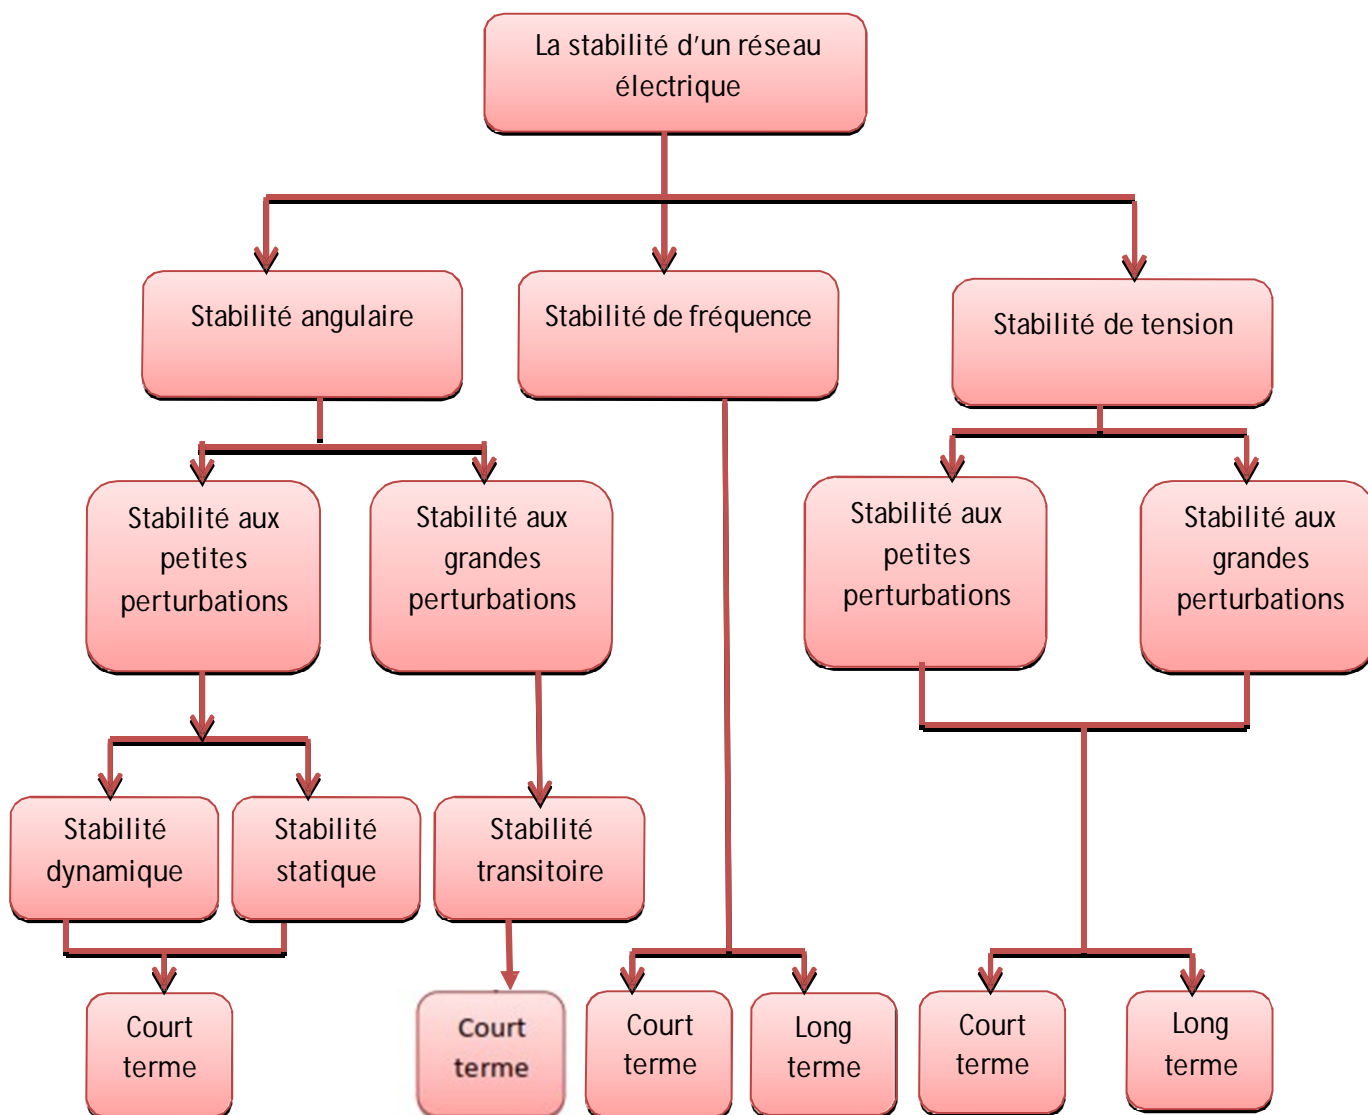 La stabilité d'un réseau
électrique
Stabilité angulaire
Stabilité de fréquence
Stabilité de tension
Stabilité aux
petites
perturbations
Stabilité aux
grandes
perturbations
Stabilité aux
petites
perturbations
Stabilité aux
grandes
perturbations
Stabilité
dynamique
Stabilité
statique
Stabilité
transitoire
Court
terme
Court
terme
Court
terme
Long
terme
Court
terme
Long
terme